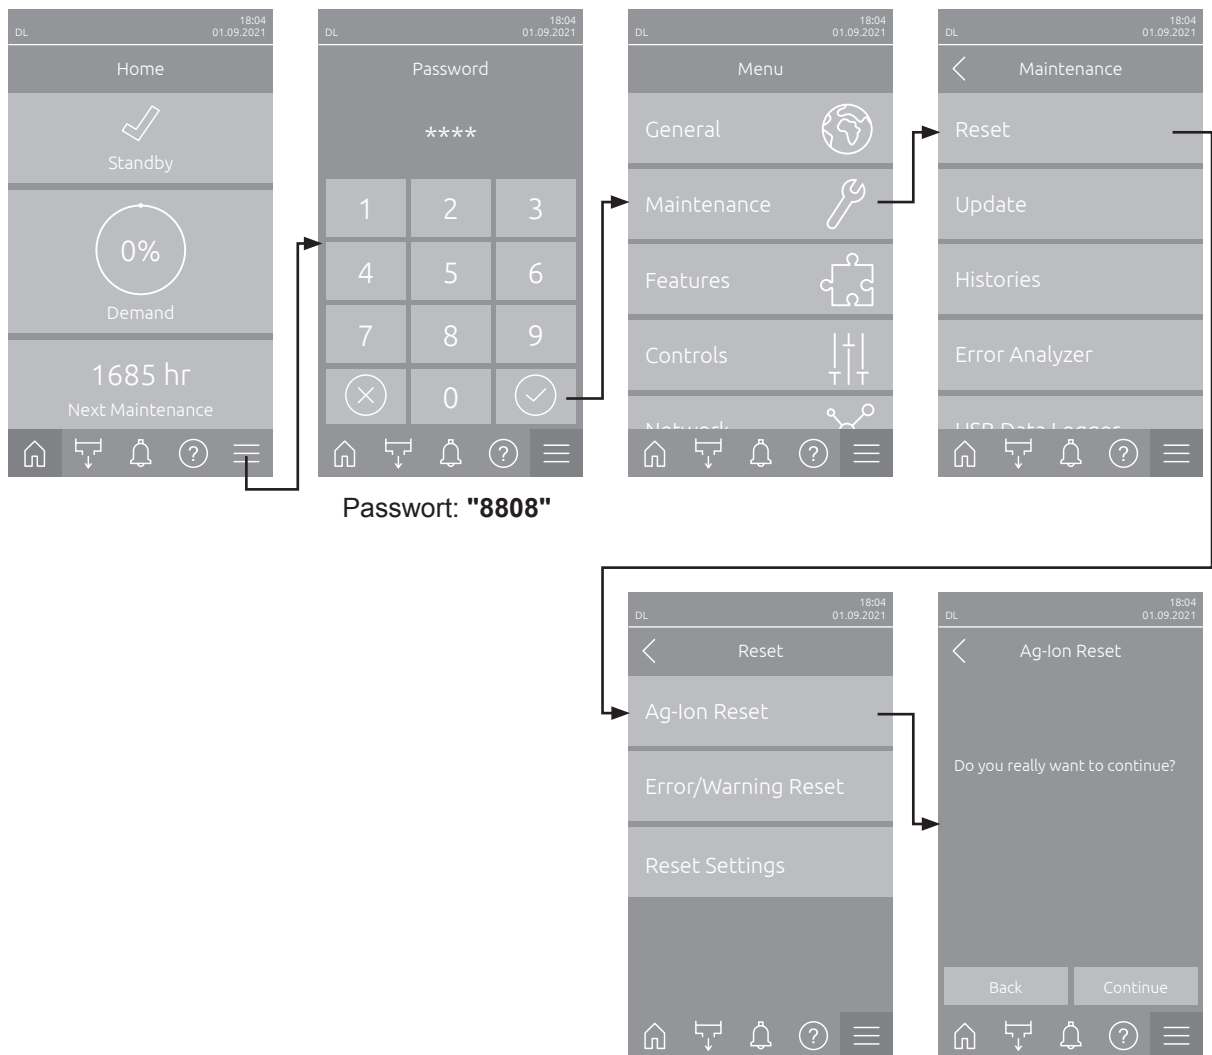 18:04
DL 01.09.2021
Home
Standby
0%
Demand
1685 hr
Next Maintenance
?
18:04
DL 01.09.2021
Password
****
1 2 3
4 5 6
7 8 9
0
?
Passwort: "8808"
18:04
DL 01.09.2021
Menu
General
Maintenance
Features
Controls
Network
?
18:04
DL 01.09.2021
Maintenance
Reset
Update
Histories
Error Analyzer
USB Data Logger
?
18:04
DL 01.09.2021
Reset
Ag-Ion Reset
Error/Warning Reset
Reset Settings
?
18:04
DL 01.09.2021
Ag-Ion Reset
Do you really want to continue?
Back Continue
?